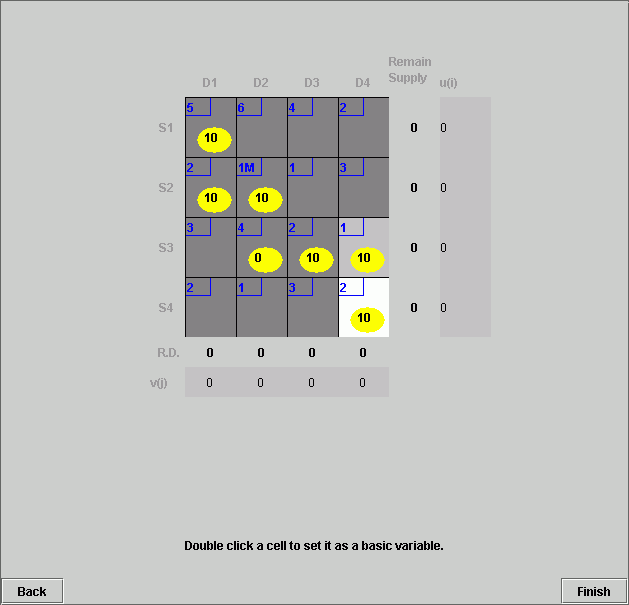 Remain
D1 D2 D3 D4 Supply u(i)
5 6 4 2
S1 10 0 0
2 1M 1 3
S2 10 10 0 0
3 4 2 1
S3 0 10 10 0 0
2 1 3 2
S4 10 0 0
R.D. 0 0 0 0
v(j) 0 0 0 0
Double click a cell to set it as a basic variable.
Back Finish